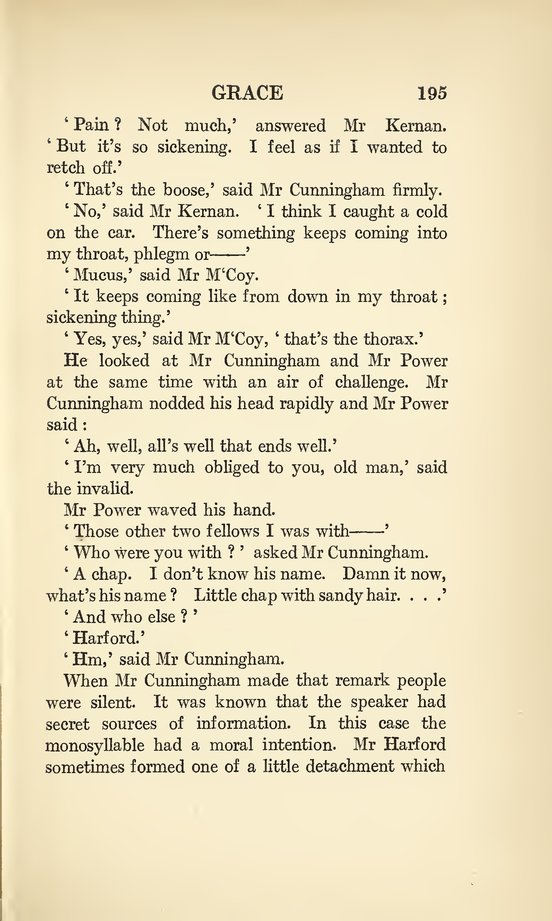 GRACE 195
‘ Pain ? Not much,’ answered Mr Kernan.
‘ But it’s so sickening. I feel as if I wanted to
retch off.’
‘ That’s the boose,’ said Mr Cunningham firmly.
‘ No,’ said Mr Kernan. ‘ I think I caught a cold
on the car. There’s something keeps coming into
my throat, phlegm or——’
‘ Mucus,’ said Mr M‘Coy.
‘ It keeps coming like from down in my throat ;
sickening thing.’
‘ Yes, yes,’ said Mr M‘Coy, ‘ that’s the thorax.’
He looked at Mr Cunningham and Mr Power
at the same time with an air of challenge. Mr
Cunningham nodded his head rapidly and Mr Power
said :
‘ Ah, well, all’s well that ends well.’
‘ I’m very much obliged to you, old man,’ said
the invalid.
Mr Power waved his hand.
‘ Those other two fellows I was with——’
‘ Who were you with ? ’ asked Mr Cunningham.
‘ A chap. I don’t know his name. Damn it now,
what’s his name ? Little chap with sandy hair. . . .’
‘ And who else ? ’
‘ Harford.’
‘ Hm,’ said Mr Cunningham.
When Mr Cunningham made that remark people
were silent. It was known that the speaker had
secret sources of information. In this case the
monosyllable had a moral intention. Mr Harford
sometimes formed one of a little detachment which